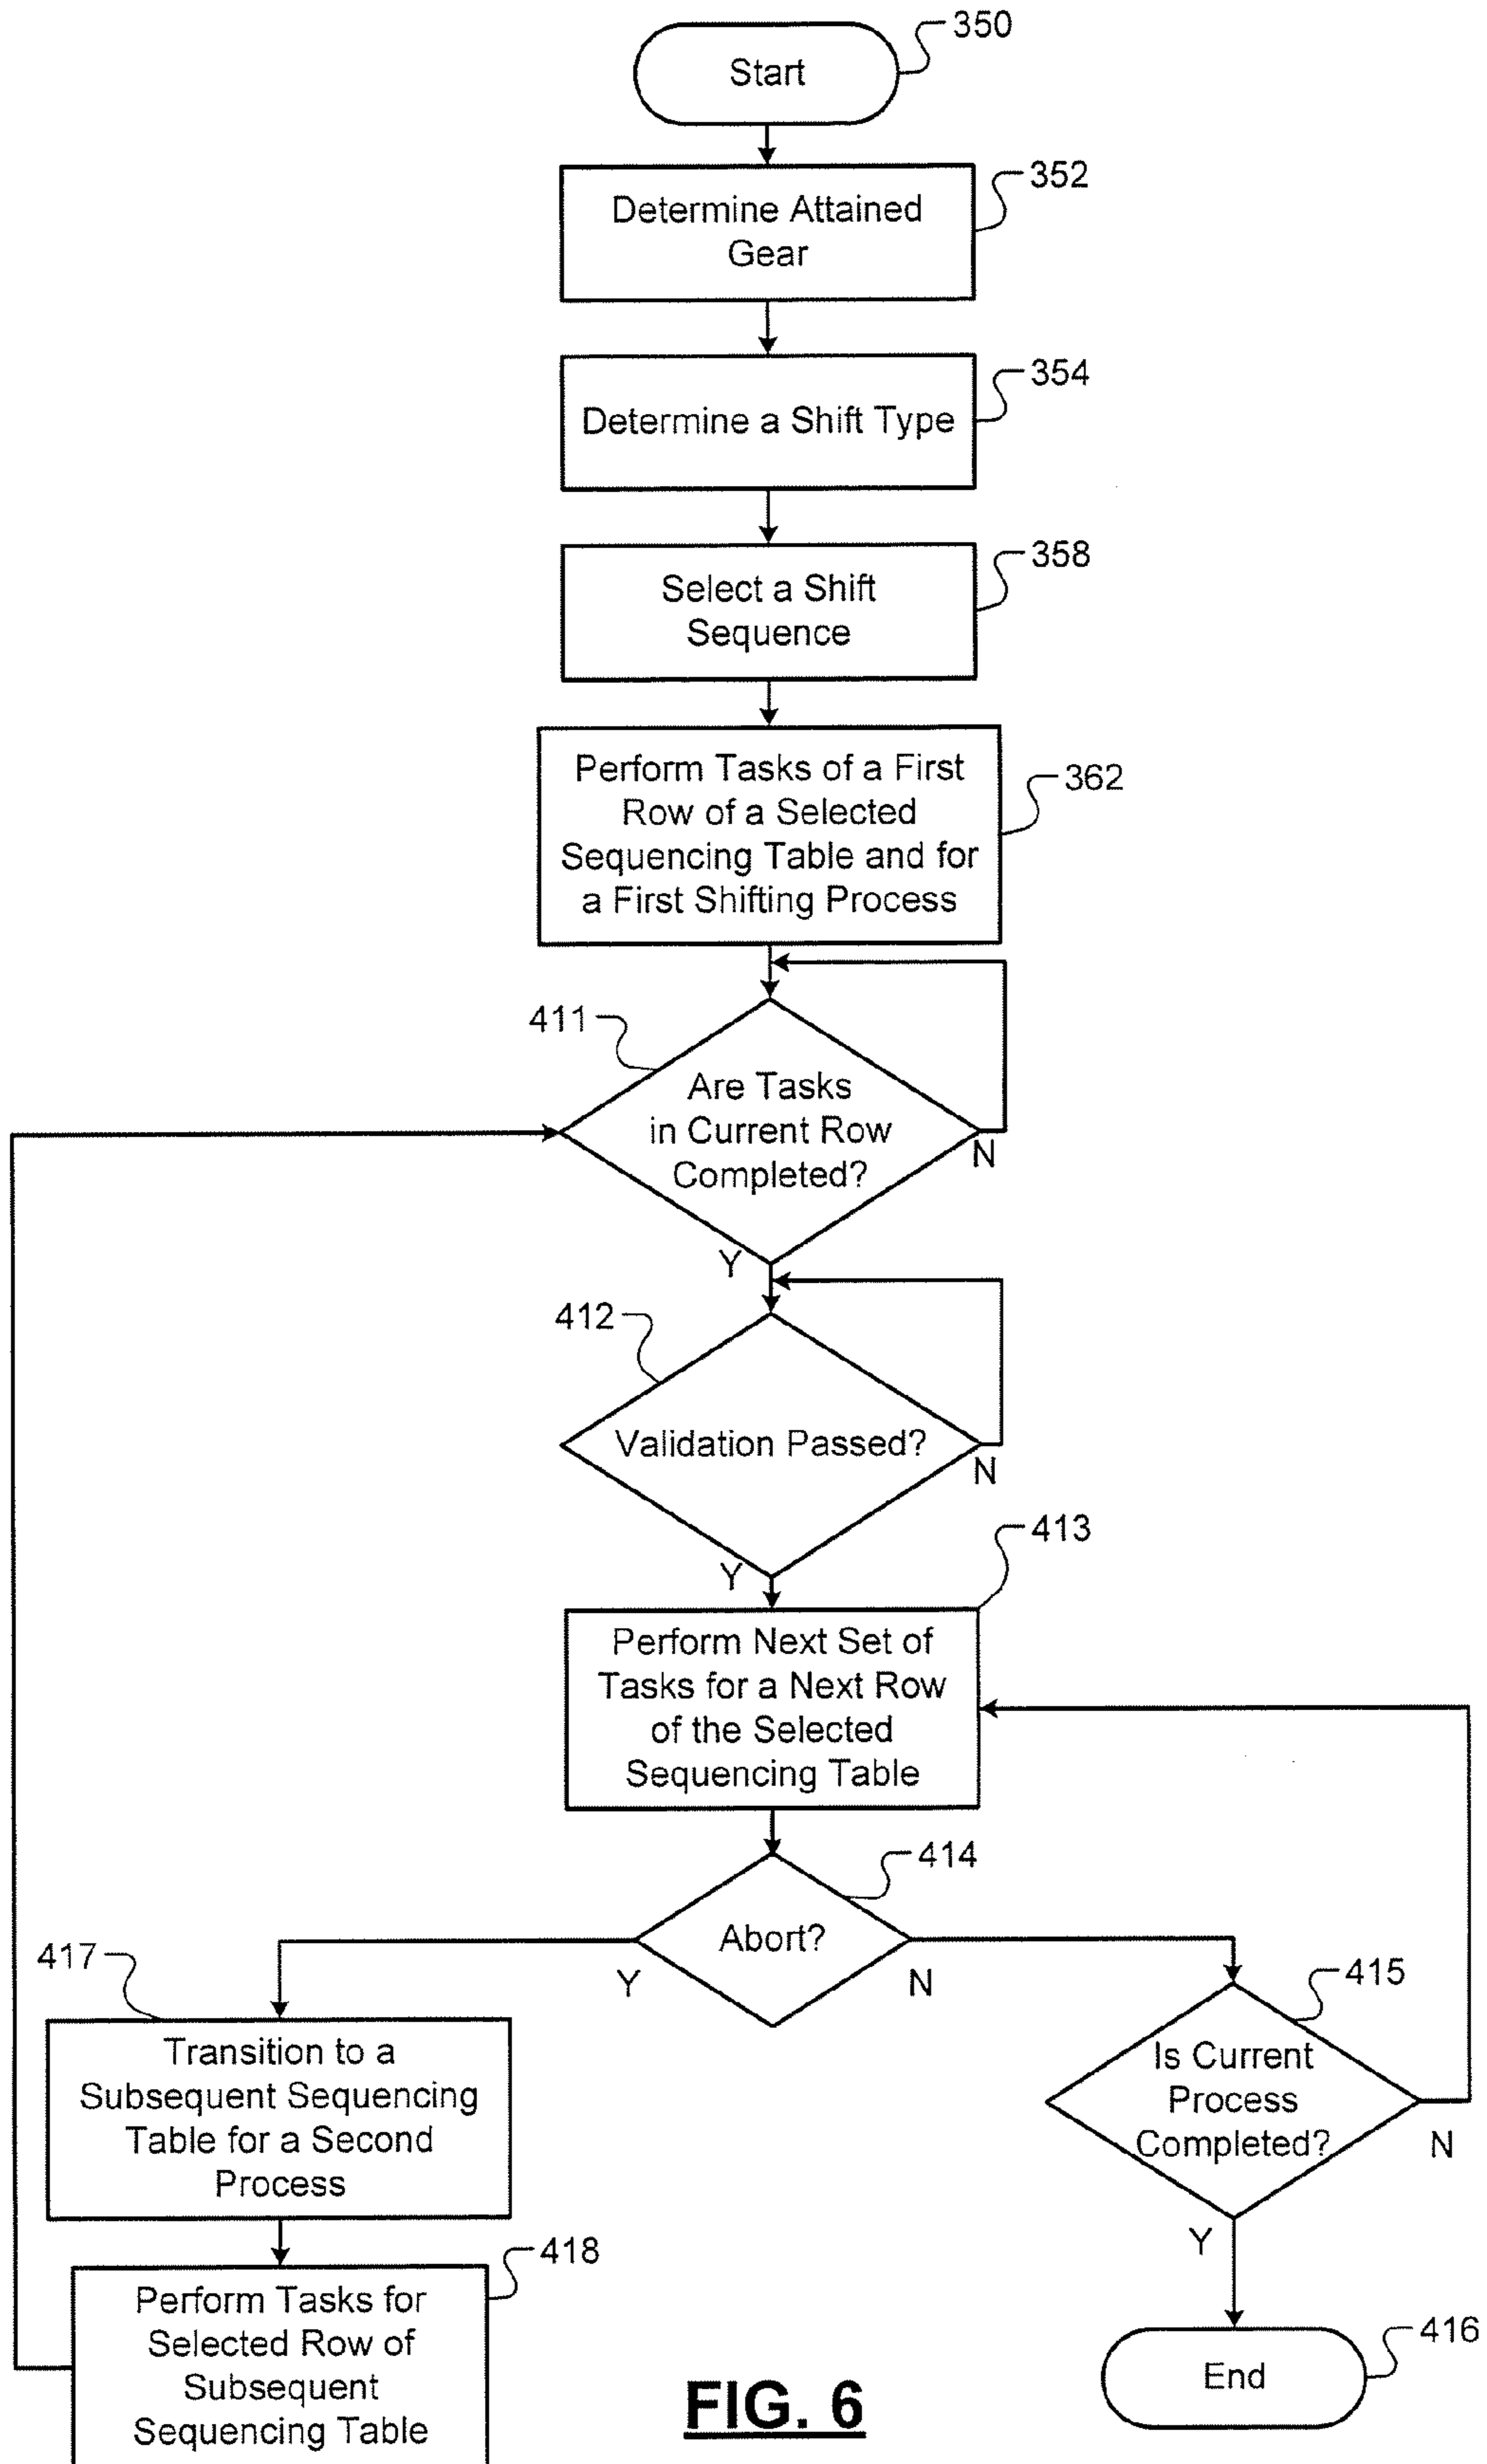 350
Start
352
Determine Attained
Gear
354
Determine a Shift Type
358
Select a Shift
Sequence
362
Perform Tasks of a First
Row of a Selected
Sequencing Table and for
a First Shifting Process
411
Are Tasks
in Current Row
Completed?
N
Y
412
Validation Passed?
N
Y
413
Perform Next Set of
Tasks for a Next Row
of the Selected
Sequencing Table
414
Abort?
Y
N
417
Transition to a
Subsequent Sequencing
Table for a Second
Process
415
Is Current
Process
Completed?
N
Y
418
Perform Tasks for
Selected Row of
Subsequent
Sequencing Table
416
End
FIG. 6